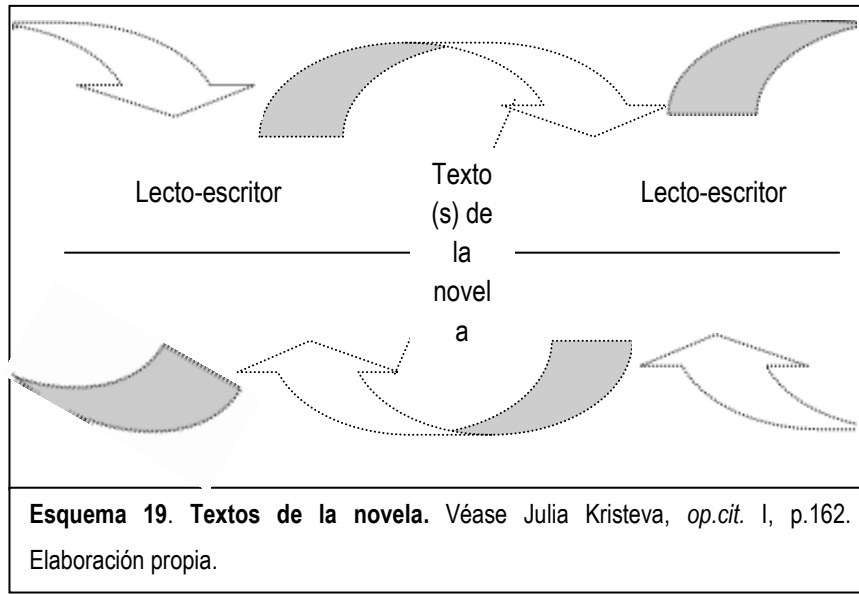 Lecto-escritor
Texto
(s) de
la
novel
a
Lecto-escritor
Esquema 19. Textos de la novela. Véase Julia Kristeva, op.cit. I, p.162.
Elaboración propia.